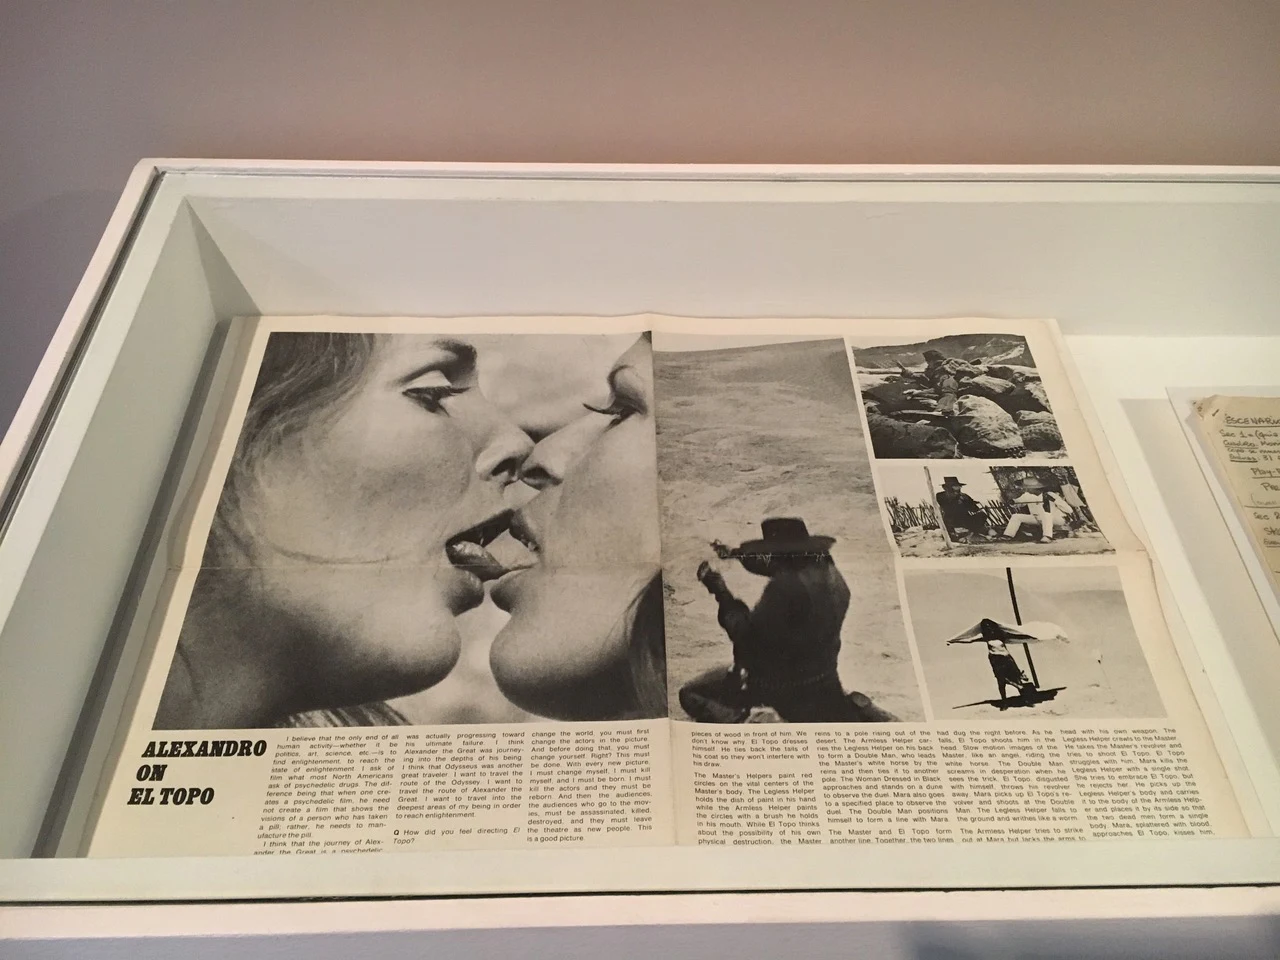 ALEXANDRO
ON
EL TOPO
I believe that the only end of all
human activity—whether it be
politics, art, science, etc.—is to
find enlightenment, to reach the
state of enlightenment. I ask of
film what most North Americans
ask of psychedelic drugs. The dif-
ference being that when one cre-
ates a psychedelic film, he need
not create a film that shows the
visions of a person who has taken
a pill; rather, he needs to man-
ufacture the pill.
I think that the journey of Alex-
ander the Great is a psychedelic
was actually progressing toward
his ultimate failure. I think
Alexander the Great was journey-
ing into the depths of his being.
I think that Odysseus was another
great traveler. I want to travel the
route of the Odyssey. I want to
travel the route of Alexander the
Great. I want to travel into the
deepest areas of my being in order
to reach enlightenment.
Q How did you feel directing El
Topo?
change the world, you must first
change the actors in the picture.
And before doing that, you must
change yourself. Right? This must
be done. With every new picture,
I must change myself, I must kill
myself, and I must be born. I must
kill the actors and they must be
reborn. And then the audiences,
the audiences who go to the mov-
ies, must be assassinated, killed,
destroyed, and they must leave
the theatre as new people. This
is a good picture.
pieces of wood in front of him. We
don't know why El Topo dresses
himself. He ties back the tails of
his coat so they won't interfere with
his draw.
The Master's Helpers paint red
circles on the vital centers of the
Master's body. The Legless Helper
holds the dish of paint in his hand
while the Armless Helper paints
the circles with a brush he holds
in his mouth. While El Topo thinks
about the possibility of his own
physical destruction, the Master
reins to a pole rising out of the
desert. The Armless Helper car-
ries the Legless Helper on his back
to form a Double Man, who leads
the Master's white horse by the
reins and then ties it to another
pole. The Woman Dressed in Black
approaches and stands on a dune
to observe the duel. Mara also goes
to a specified place to observe the
duel. The Double Man positions
himself to form a line with Mara.
The Master and El Topo form
another line. Together, the two lines
had dug the night before. As he
falls, El Topo shoots him in the
head. Slow motion images of the
Master, like an angel, riding the
white horse. The Double Man
screams in desperation when he
sees the trick. El Topo, disgusted
with himself, throws his revolver
away. Mara picks up El Topo's re-
volver and shoots at the Double
Man. The Legless Helper falls to
the ground and writhes like a worm.
The Armless Helper tries to strike
out at Mara but lacks the arms to
head with his own weapon. The
Legless Helper crawls to the Master.
He takes the Master's revolver and
tries to shoot El Topo. El Topo
struggles with him. Mara kills the
Legless Helper with a single shot.
She tries to embrace El Topo, but
he rejects her. He picks up the
Legless Helper's body and carries
it to the body of the Armless Help-
er and places it by its side so that
the two dead men form a single
body. Mara, splattered with blood,
approaches El Topo, kisses him,
ESCENARIO
Sec 1